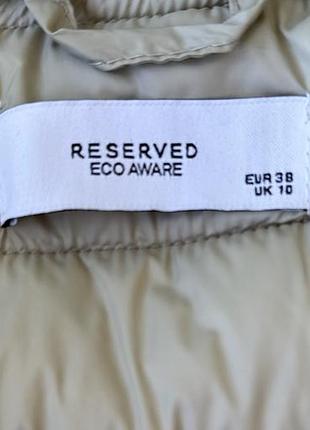 RESERVED
ECO AWARE
EUR 38
UK 10